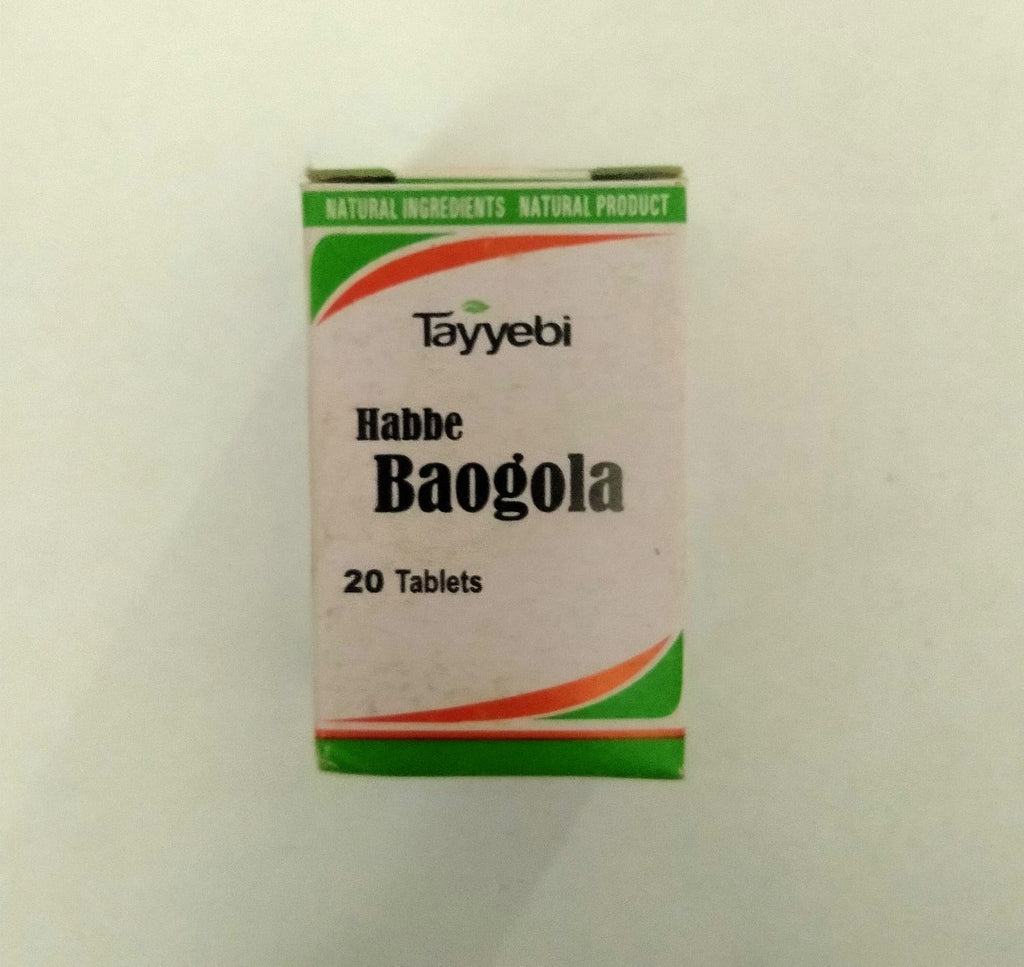 NATURAL INGREDIENTS NATURAL PRODUCT
Tayyebi
Habbe
Baogola
20 Tablets